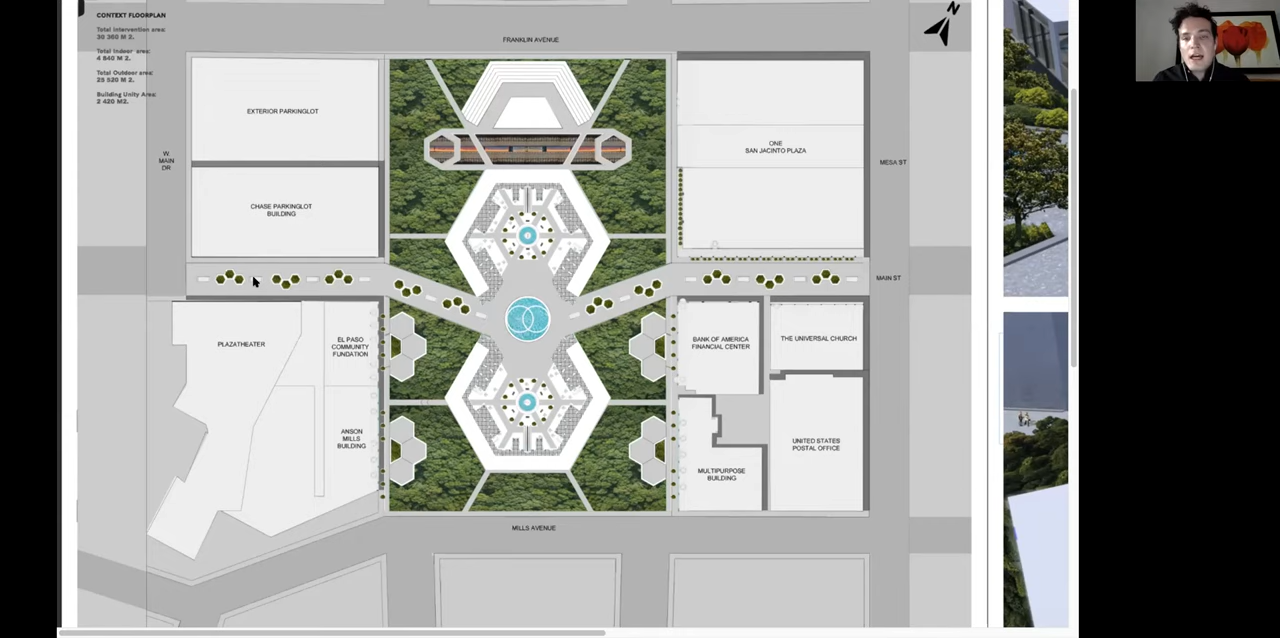 CONTEXT FLOORPLAN
Total Intervention area:
30 360 M 2.
Total Indoor area:
4 840 M 2.
Total Outdoor area:
25 520 M 2.
Building Unity Area:
2 420 M2.
N
FRANKLIN AVENUE
EXTERIOR PARKINGLOT
ONE
SAN JACINTO PLAZA
W.
MAIN
DR
MESA ST
CHASE PARKINGLOT
BUILDING
MAIN ST
PLAZATHEATER
EL PASO
COMMUNITY
FUNDATION
BANK OF AMERICA
FINANCIAL CENTER
THE UNIVERSAL CHURCH
ANSON
MILLS
BUILDING
UNITED STATES
POSTAL OFFICE
MULTIPURPOSE
BUILDING
MILLS AVENUE